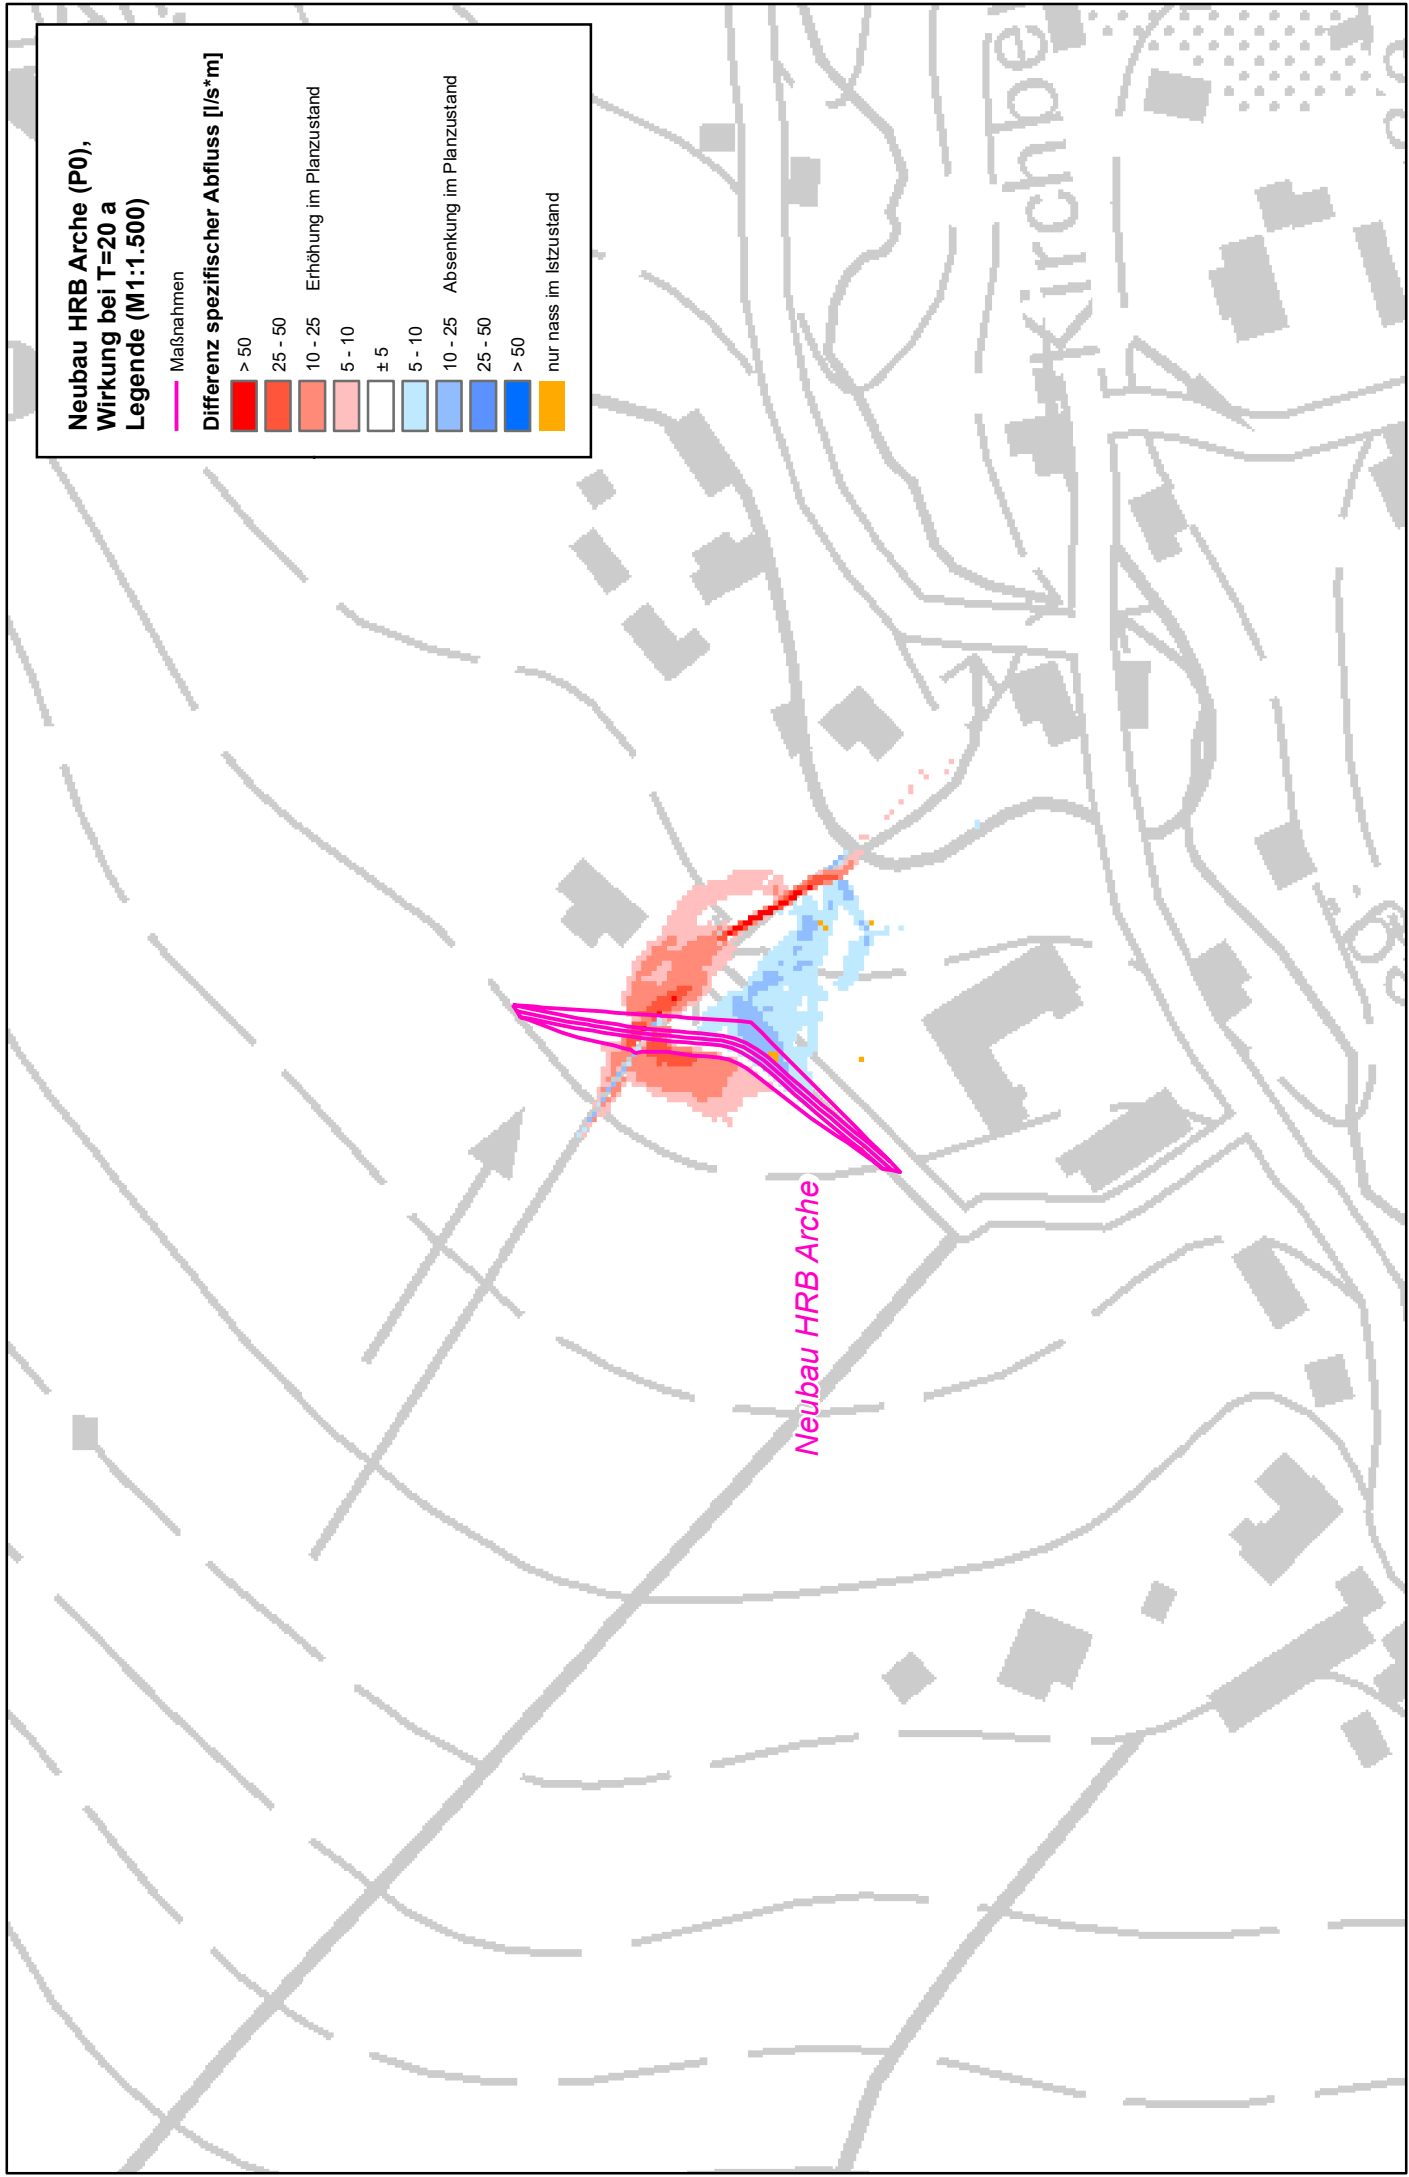 Neubau HRB Arche (P0),
Wirkung bei T=20 a
Legende (M1:1.500)
Maßnahmen
Differenz spezifischer Abfluss [l/s*m]
> 50
25 - 50
10 - 25 Erhöhung im Planzustand
5 - 10
± 5
5 - 10
10 - 25 Absenkung im Planzustand
25 - 50
> 50
nur nass im Istzustand
Neubau HRB Arche
Kirchbe